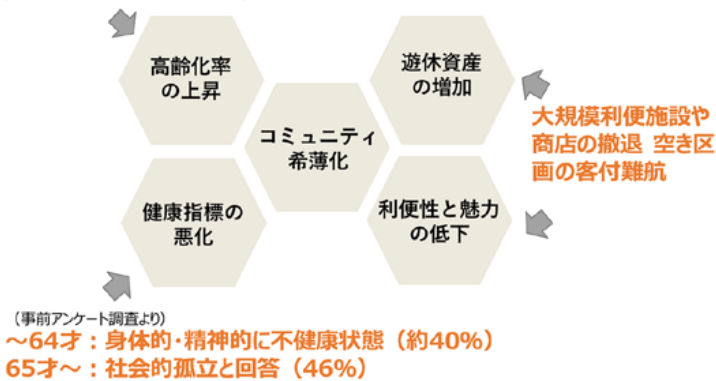 高齢化率
の上昇
遊休資産
の増加
コミュニティ
希薄化
大規模利便施設や
商店の撤退 空き区
画の客付難航
健康指標の
悪化
利便性と魅力
の低下
（事前アンケート調査より）
～64才：身体的・精神的に不健康状態（約40%）
65才～：社会的孤立と回答（46%）